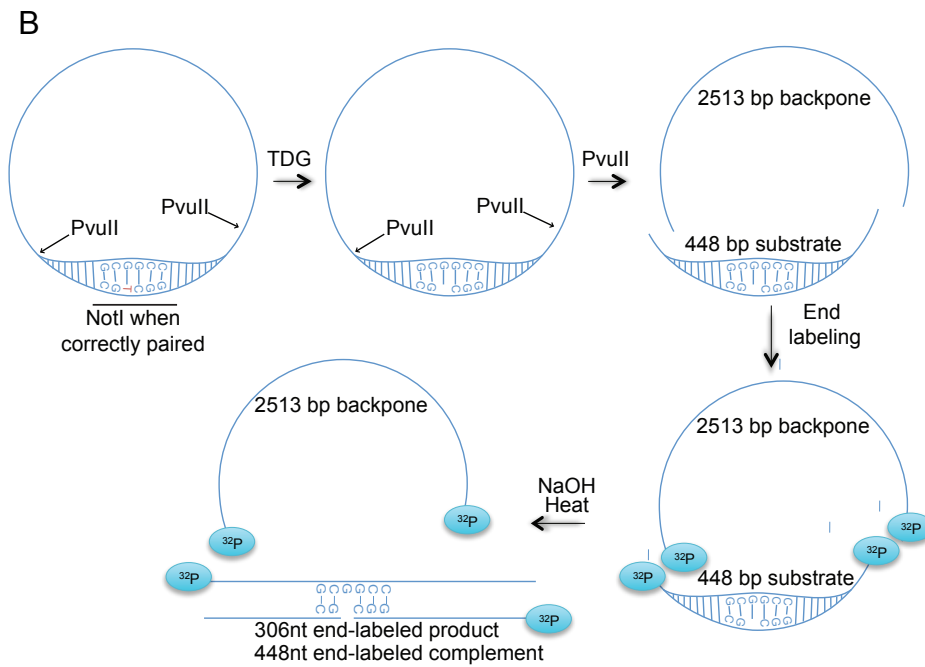 B
TDG
PvuII
2513 bp backpone
PvuII
PvuII
PvuII
PvuII
448 bp substrate
NotI when
correctly paired
End
labeling
2513 bp backpone
2513 bp backpone
NaOH
Heat
32P
32P
32P
32P
32P
32P
32P
448 bp substrate
32P
306nt end-labeled product
448nt end-labeled complement